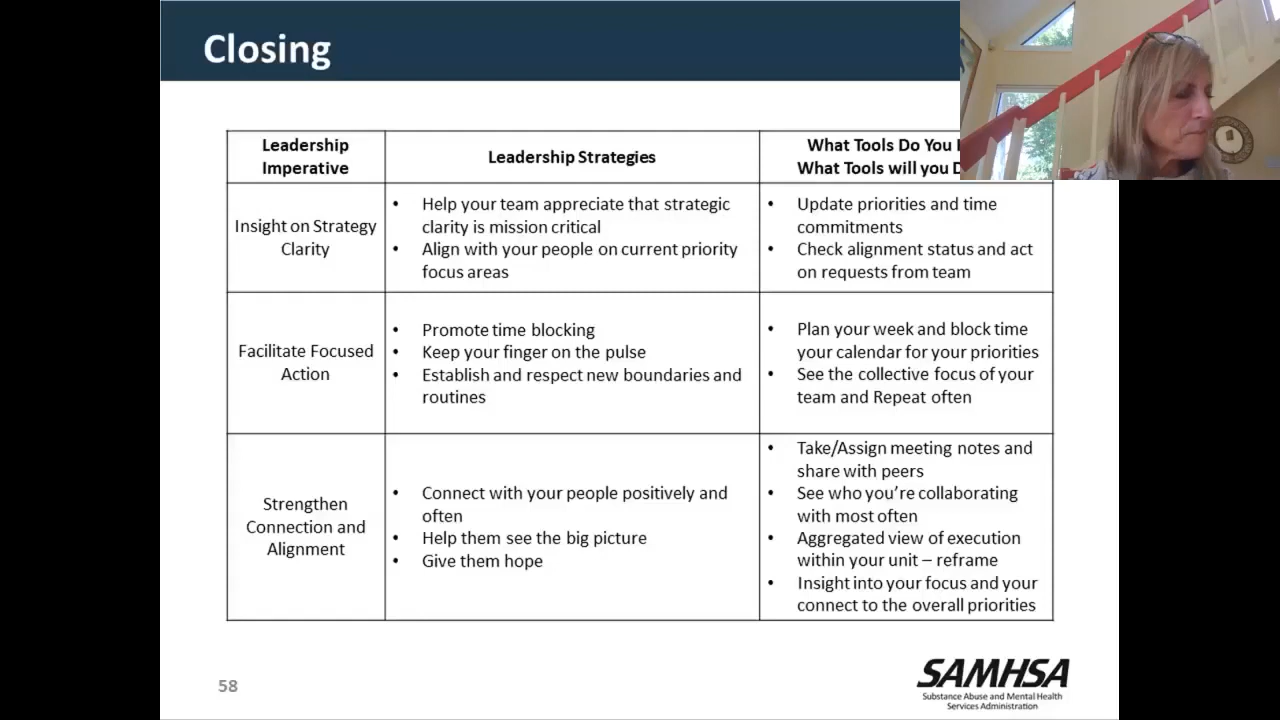 Closing
Leadership
Imperative
Leadership Strategies
What Tools Do You
What Tools will you
Insight on Strategy
Clarity
• Help your team appreciate that strategic
clarity is mission critical
• Align with your people on current priority
focus areas
• Update priorities and time
commitments
• Check alignment status and act
on requests from team
Facilitate Focused
Action
• Promote time blocking
• Keep your finger on the pulse
• Establish and respect new boundaries and
routines
• Plan your week and block time
your calendar for your priorities
• See the collective focus of your
team and Repeat often
Strengthen
Connection and
Alignment
• Connect with your people positively and
often
• Help them see the big picture
• Give them hope
• Take/Assign meeting notes and
share with peers
• See who you’re collaborating
with most often
• Aggregated view of execution
within your unit – reframe
• Insight into your focus and your
connect to the overall priorities
58
SAMHSA
Substance Abuse and Mental Health
Services Administration